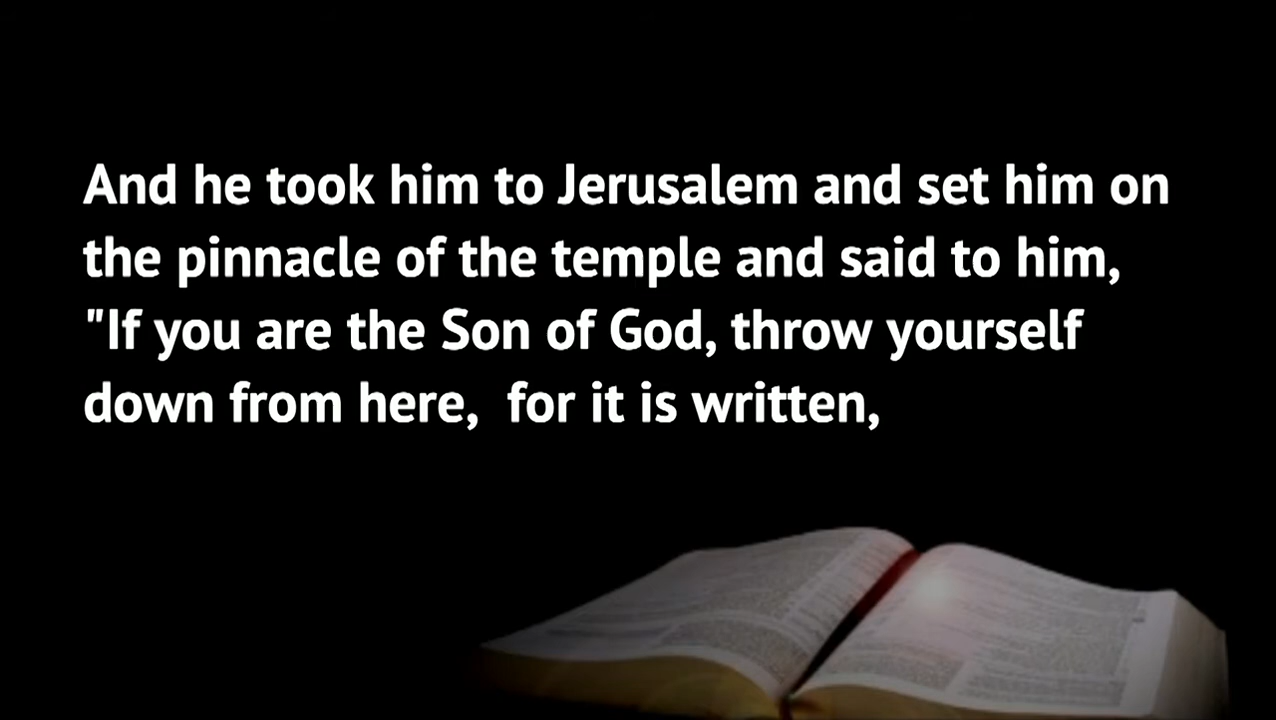 And he took him to Jerusalem and set him on
the pinnacle of the temple and said to him,
"If you are the Son of God, throw yourself
down from here,  for it is written,